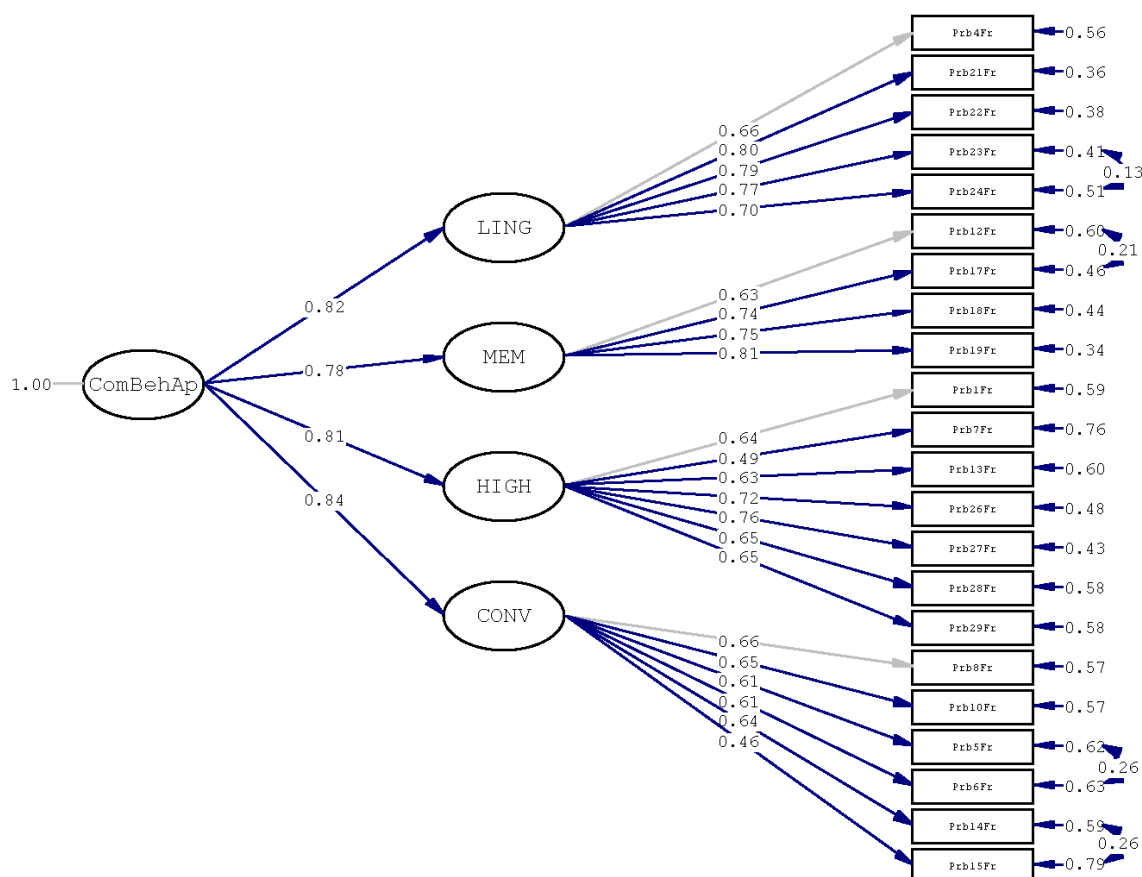 Prb4Fr 0.56
Prb21Fr 0.36
Prb22Fr 0.38
0.66
0.80
Prb23Fr 0.41
0.13
0.79
0.77
Prb24Fr 0.51
0.70
LING
Prb12Fr 0.60
0.21
Prb17Fr 0.46
0.63
0.82
0.74
Prb18Fr 0.44
0.75
MEM
0.81
Prb19Fr 0.34
0.78
1.00 ComBehAp
Prb1Fr 0.59
Prb7Fr 0.76
0.81
0.64
0.49
Prb13Fr 0.60
0.63
HIGH
0.84
0.72
Prb26Fr 0.48
0.76
0.65
Prb27Fr 0.43
0.65
Prb28Fr 0.58
CONV
Prb29Fr 0.58
0.66
0.65
Prb8Fr 0.57
0.61
0.61
Prb10Fr 0.57
0.64
0.46
Prb5Fr 0.62
0.26
Prb6Fr 0.63
Prb14Fr 0.59
0.26
Prb15Fr 0.79